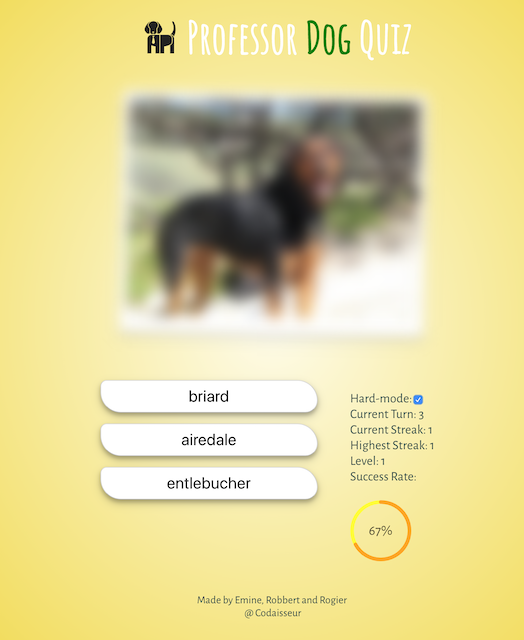 API Professor Dog Quiz
briard
airedale
entlebucher
Hard-mode:
Current Turn: 3
Current Streak: 1
Highest Streak: 1
Level: 1
Success Rate:
67%
Made by Emine, Robbert and Rogier
@ Codaisseur